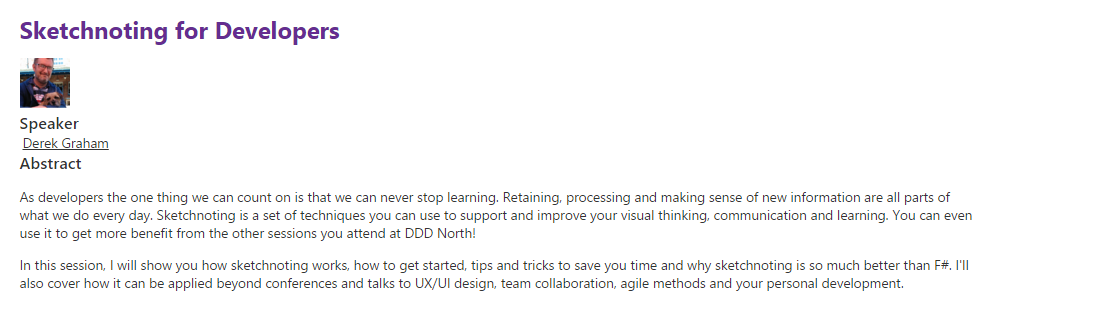 Sketchnoting for Developers
Speaker
Derek Graham
Abstract
As developers the one thing we can count on is that we can never stop learning. Retaining, processing and making sense of new information are all parts of
what we do every day. Sketchnoting is a set of techniques you can use to support and improve your visual thinking, communication and learning. You can even
use it to get more benefit from the other sessions you attend at DDD North!
In this session, I will show you how sketchnoting works, how to get started, tips and tricks to save you time and why sketchnoting is so much better than F#. I'll
also cover how it can be applied beyond conferences and talks to UX/UI design, team collaboration, agile methods and your personal development.